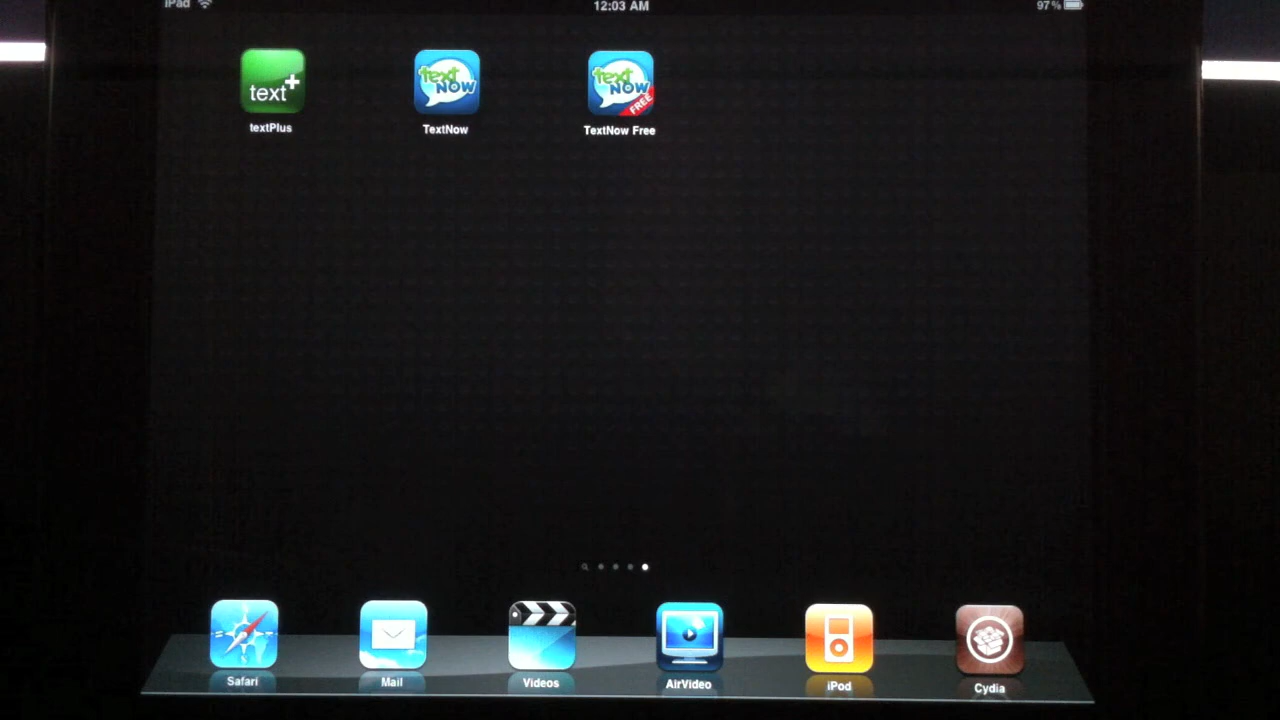 iPad 12:03 AM 97%
text+
text NOW
text NOW FREE
textPlus TextNow TextNow Free
Safari Mail Videos AirVideo iPod Cydia